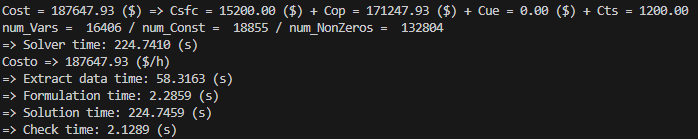 Cost = 187647.93 ($) => Csfc = 15200.00 ($) + Cop = 171247.93 ($) + Cue = 0.00 ($) + Cts = 1200.00
num_Vars = 16406 / num_Const = 18855 / num_NonZeros = 132804
=> Solver time: 224.7410 (s)
Costo => 187647.93 ($/h)
=> Extract data time: 58.3163 (s)
=> Formulation time: 2.2859 (s)
=> Solution time: 224.7459 (s)
=> Check time: 2.1289 (s)